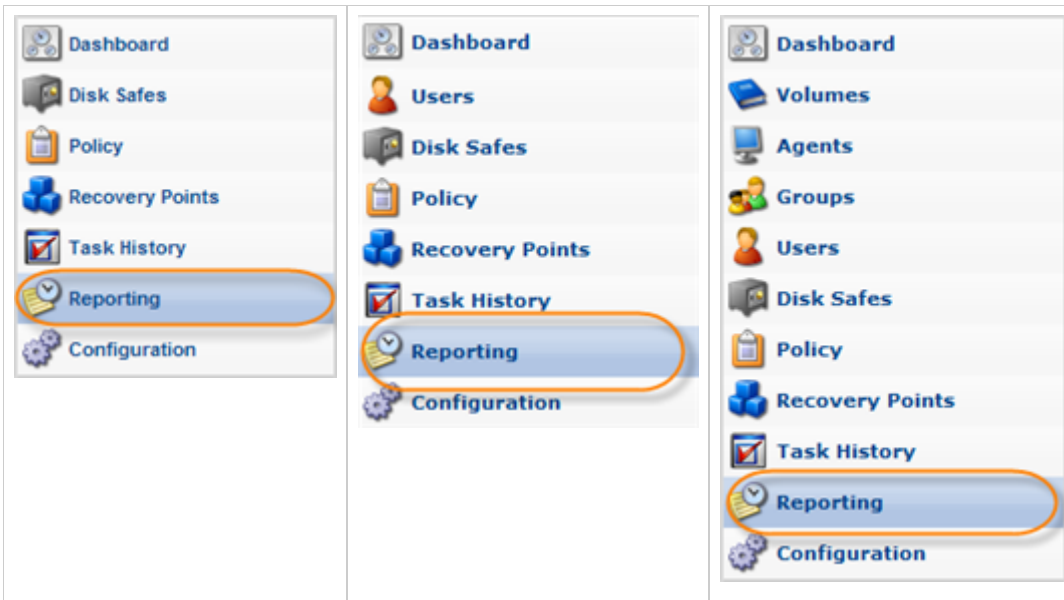 Dashboard
Disk Safes
Policy
Recovery Points
Task History
Reporting
Configuration
Dashboard
Users
Disk Safes
Policy
Recovery Points
Task History
Reporting
Configuration
Dashboard
Volumes
Agents
Groups
Users
Disk Safes
Policy
Recovery Points
Task History
Reporting
Configuration